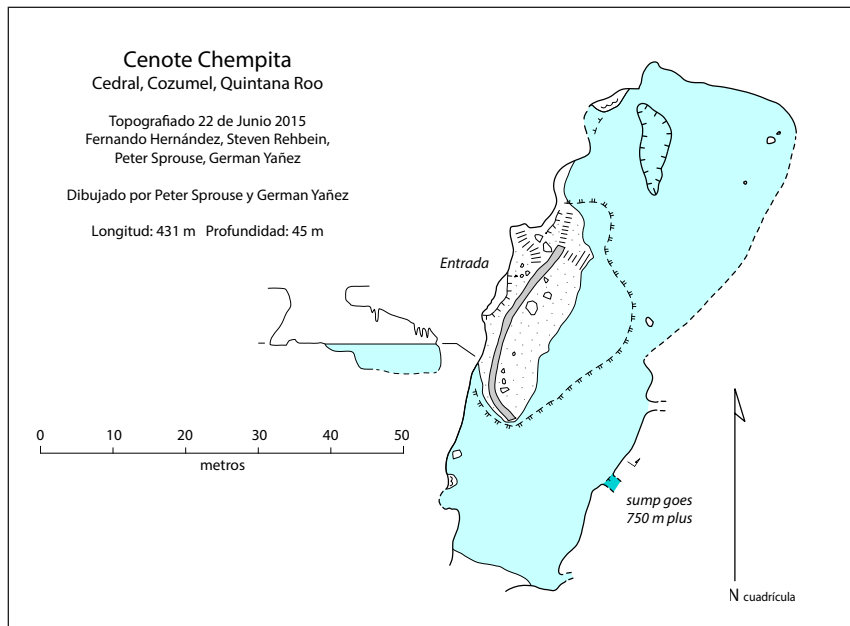 Cenote Chempita
Cedral, Cozumel, Quintana Roo
Topografiado 22 de Junio 2015
Fernando Hernández, Steven Rehbein,
Peter Sprouse, German Yañez
Dibujado por Peter Sprouse y German Yañez
Longitud: 431 m Profundidad: 45 m
Entrada
0 10 20 30 40 50
metros
sump goes
750 m plus
N cuadrícula